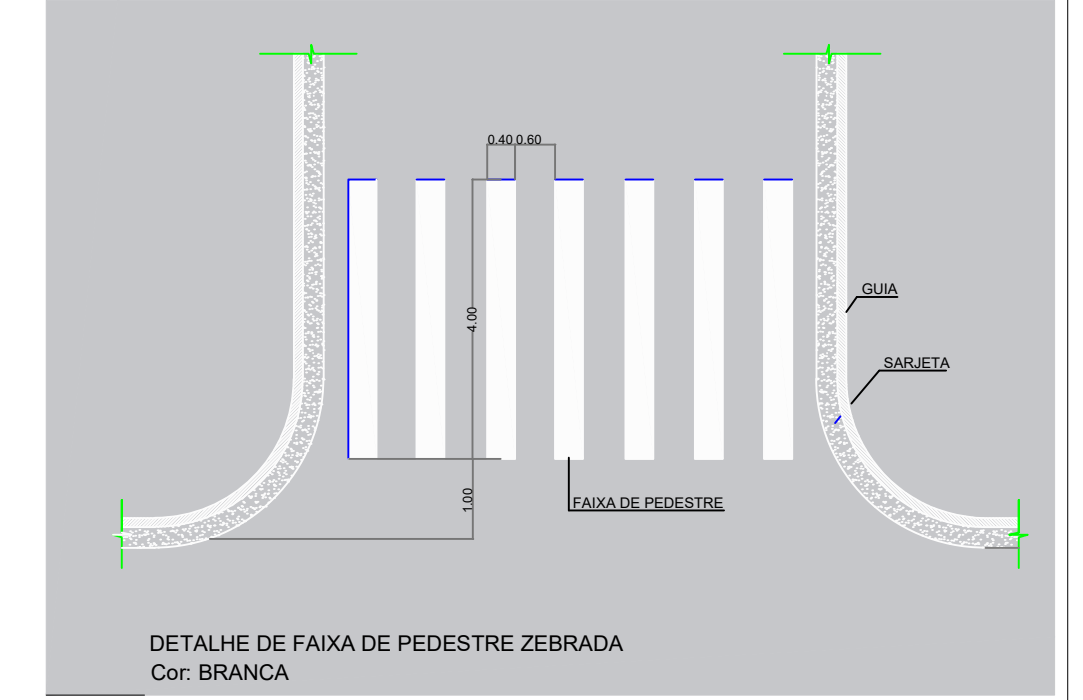 0.40 0.60
4.00
GUIA
SARJETA
1.00
FAIXA DE PEDESTRE
DETALHE DE FAIXA DE PEDESTRE ZEBRADA
Cor: BRANCA